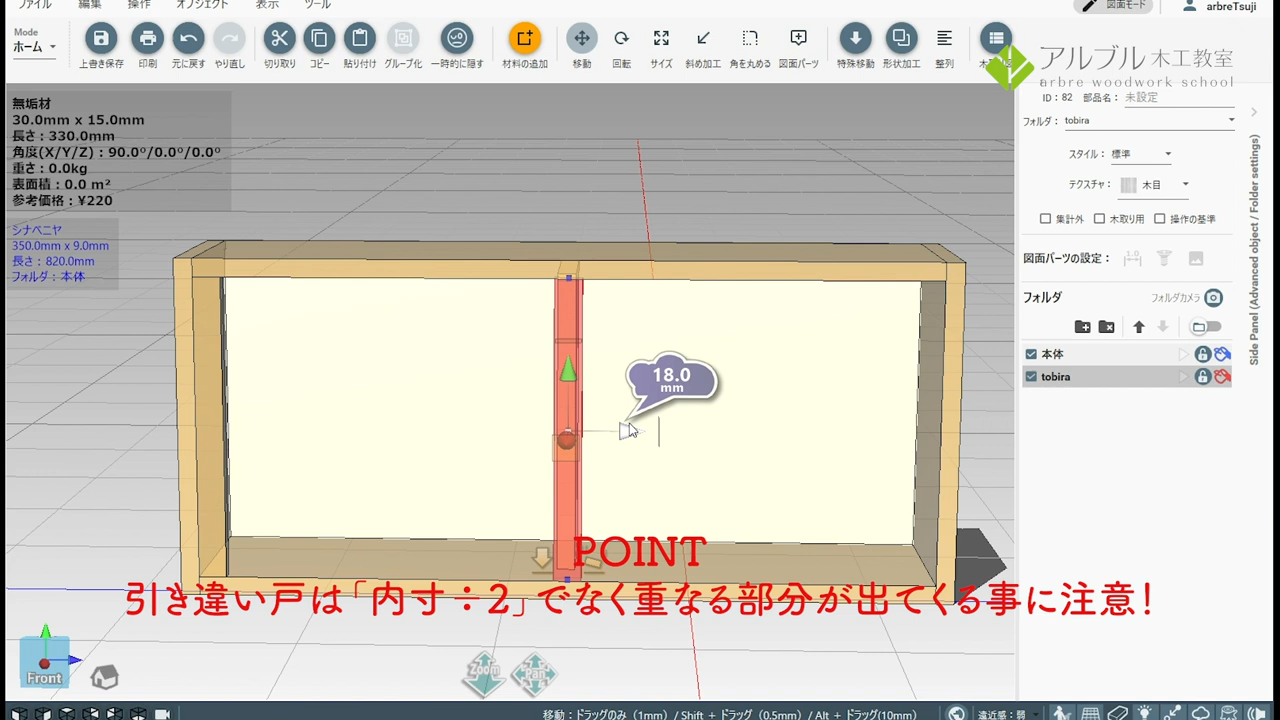 ファイル 編集 操作 オブジェクト 表示 ツール
図面モード arbreTsuji
Mode
ホーム
上書き保存 印刷 元に戻す やり直し 切り取り コピー 貼り付け グループ化 一時的に隠す 材料の追加 移動 回転 サイズ 斜め加工 角を丸める 図面パーツ 特殊移動 形状加工 整列
アルブル木工教室
arbre woodwork school
無垢材
30.0mm x 15.0mm
長さ：330.0mm
角度(X/Y/Z)：90.0º/0.0º/0.0º
重さ：0.0kg
表面積：0.0 m²
参考価格：¥220
シナベニヤ
350.0mm x 9.0mm
長さ：820.0mm
フォルダ：本体
18.0
mm
ID：82 部品名： 未設定
フォルダ： tobira
スタイル： 標準
テクスチャ： 木目
集計外 木取り用 操作の基準
図面パーツの設定：
1.0
フォルダ フォルダカメラ
本体
tobira
Side Panel (Advanced object / Folder settings)
POINT
引き違い戸は「内寸：2」でなく重なる部分が出てくる事に注意！
Front
Zoom Pan
移動：ドラッグのみ（1mm）/ Shift ＋ ドラッグ（0.5mm）/ Alt ＋ ドラッグ(10mm)
遠近感：弱